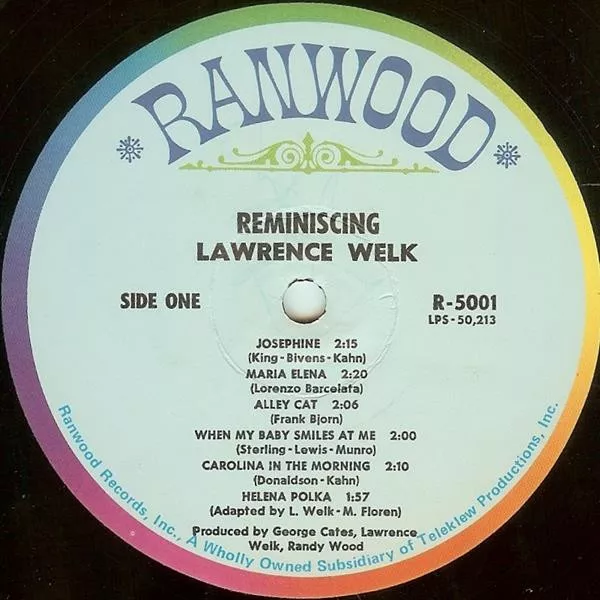 RANWOOD
REMINISCING
LAWRENCE WELK
SIDE ONE
R-5001
LPS-50,213
JOSEPHINE 2:15
(King-Bivens-Kahn)
MARIA ELENA 2:20
(Lorenzo Barcelata)
ALLEY CAT 2:06
(Frank Bjorn)
WHEN MY BABY SMILES AT ME 2:00
(Sterling-Lewis-Munro)
CAROLINA IN THE MORNING 2:10
(Donaldson-Kahn)
HELENA POLKA 1:57
(Adapted by L. Welk-M. Floren)
Produced by George Cates, Lawrence
Welk, Randy Wood
Ranwood Records, Inc., A Wholly Owned Subsidiary of Teleklew Productions, Inc.